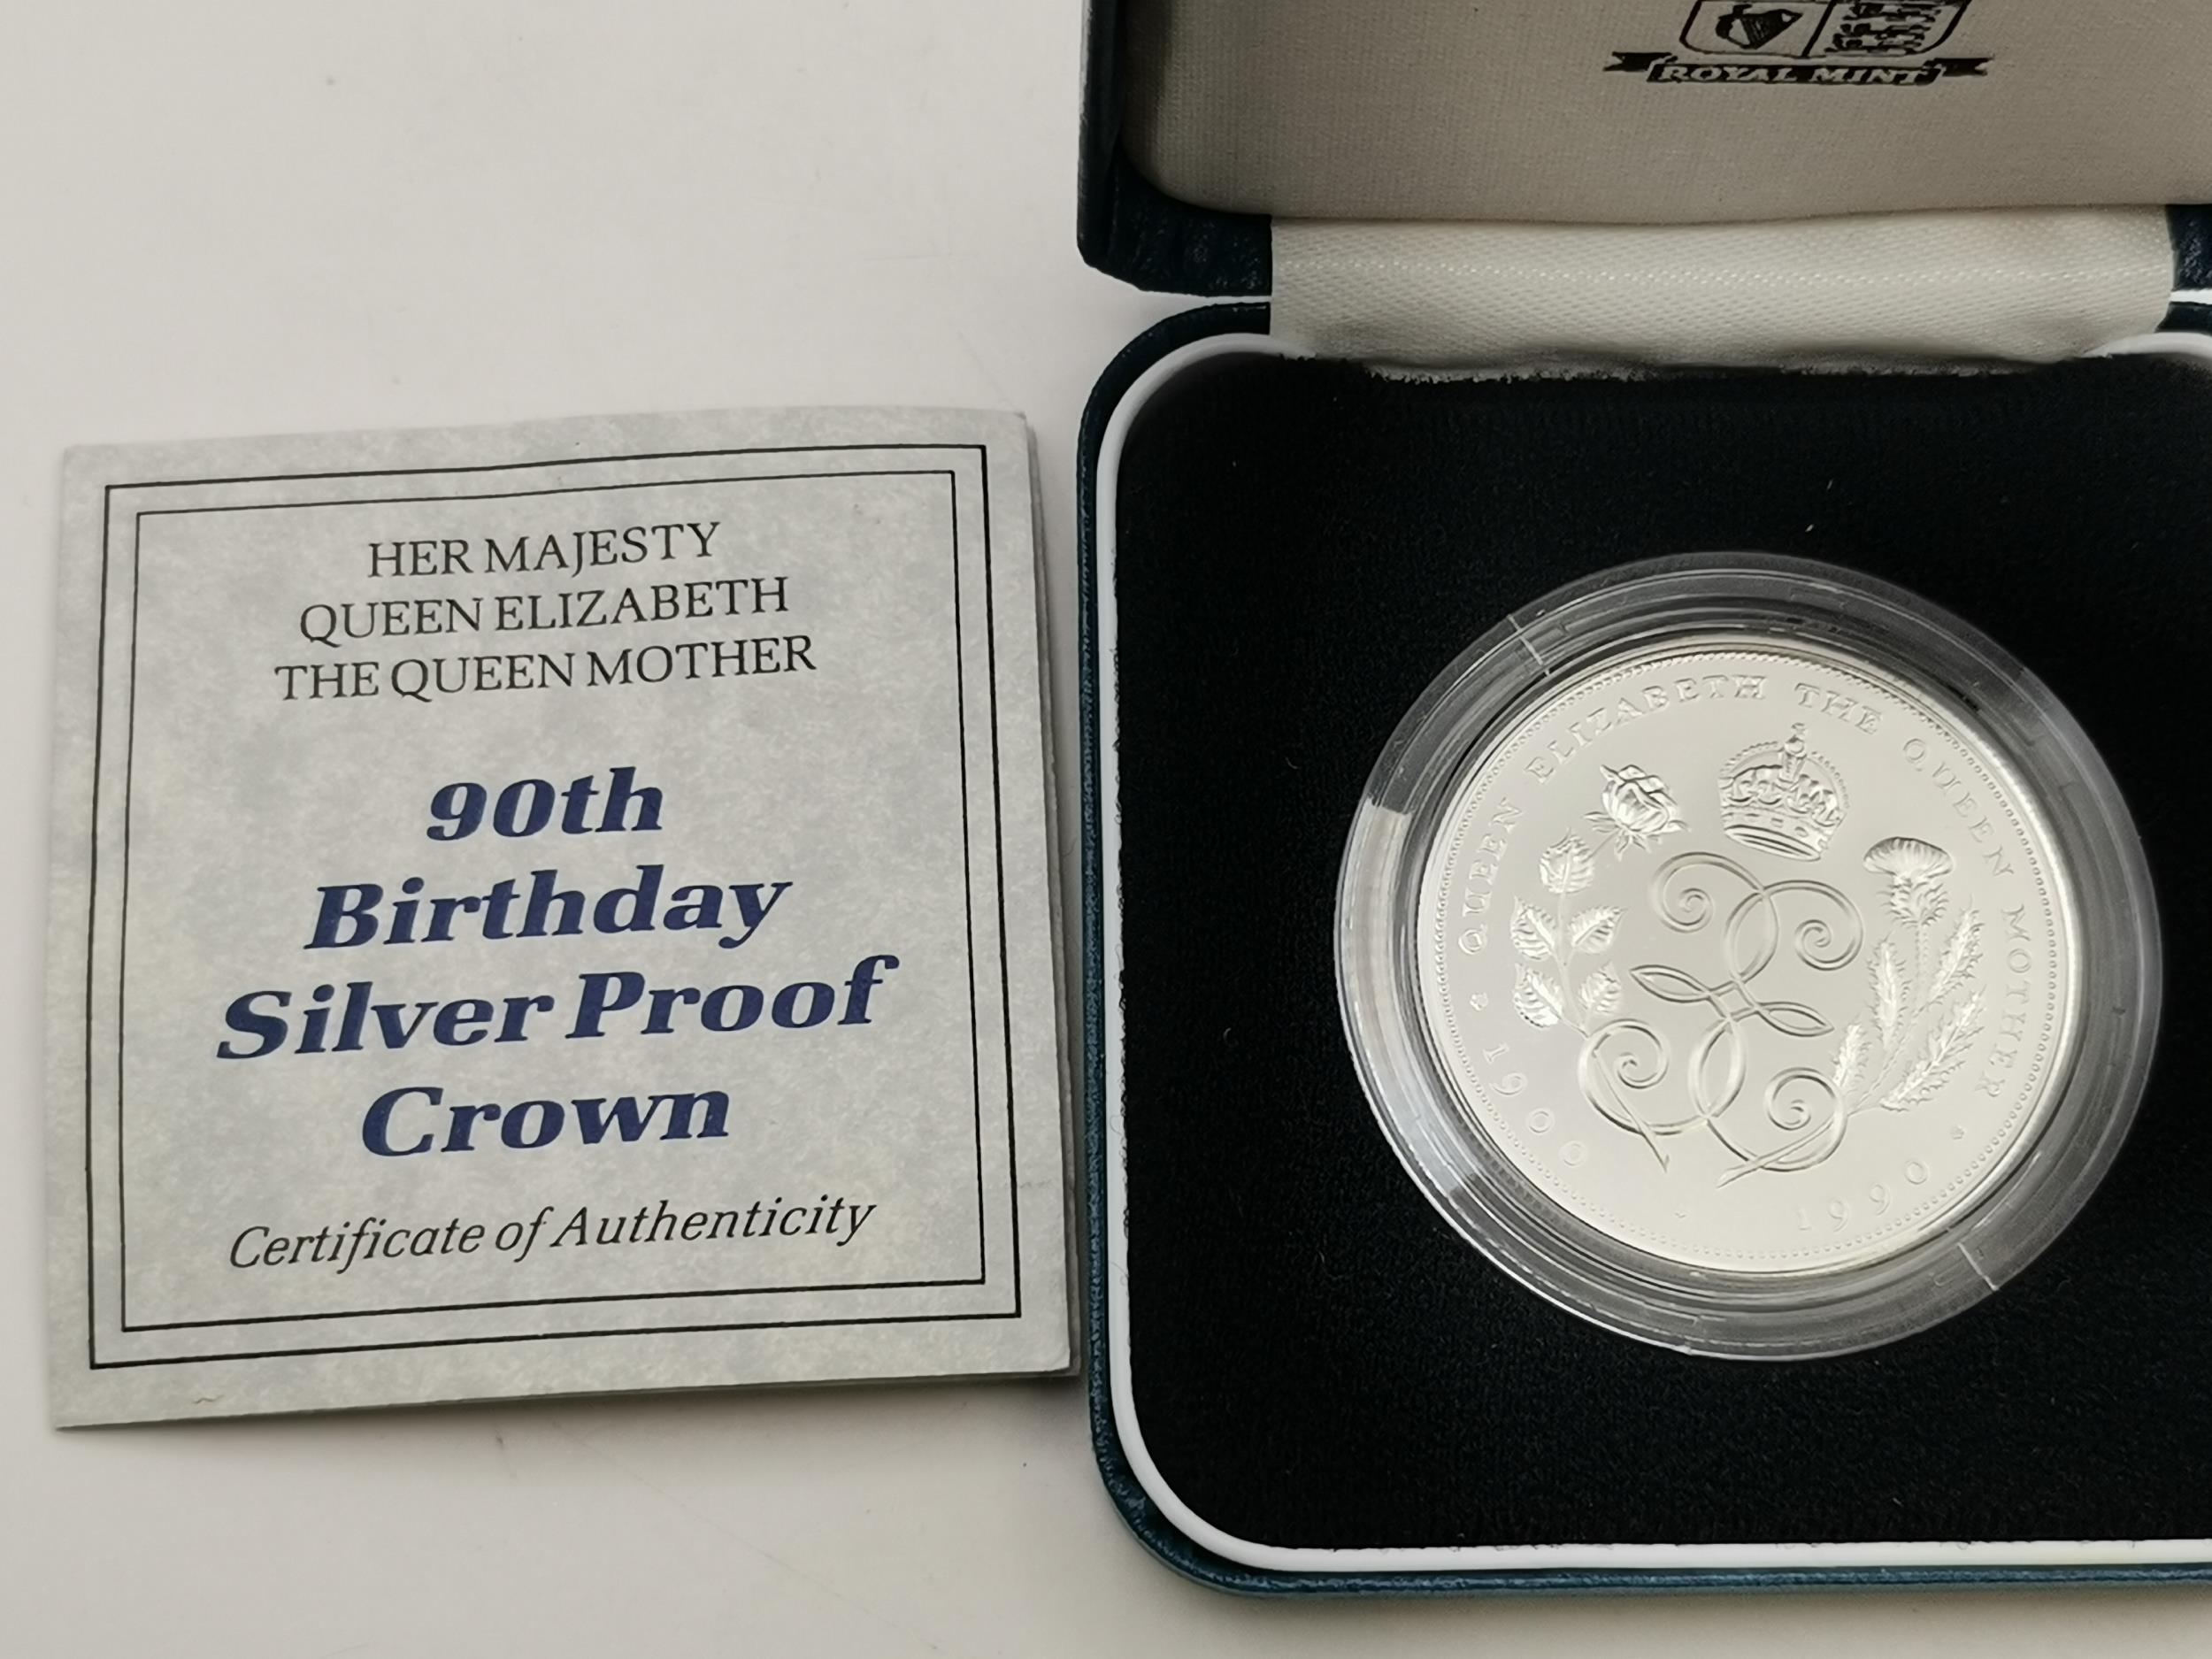 HER MAJESTY
QUEEN ELIZABETH
THE QUEEN MOTHER
90th
Birthday
Silver Proof
Crown
Certificate of Authenticity
ROYAL MINT
QUEEN ELIZABETH THE QUEEN MOTHER
1900
1990